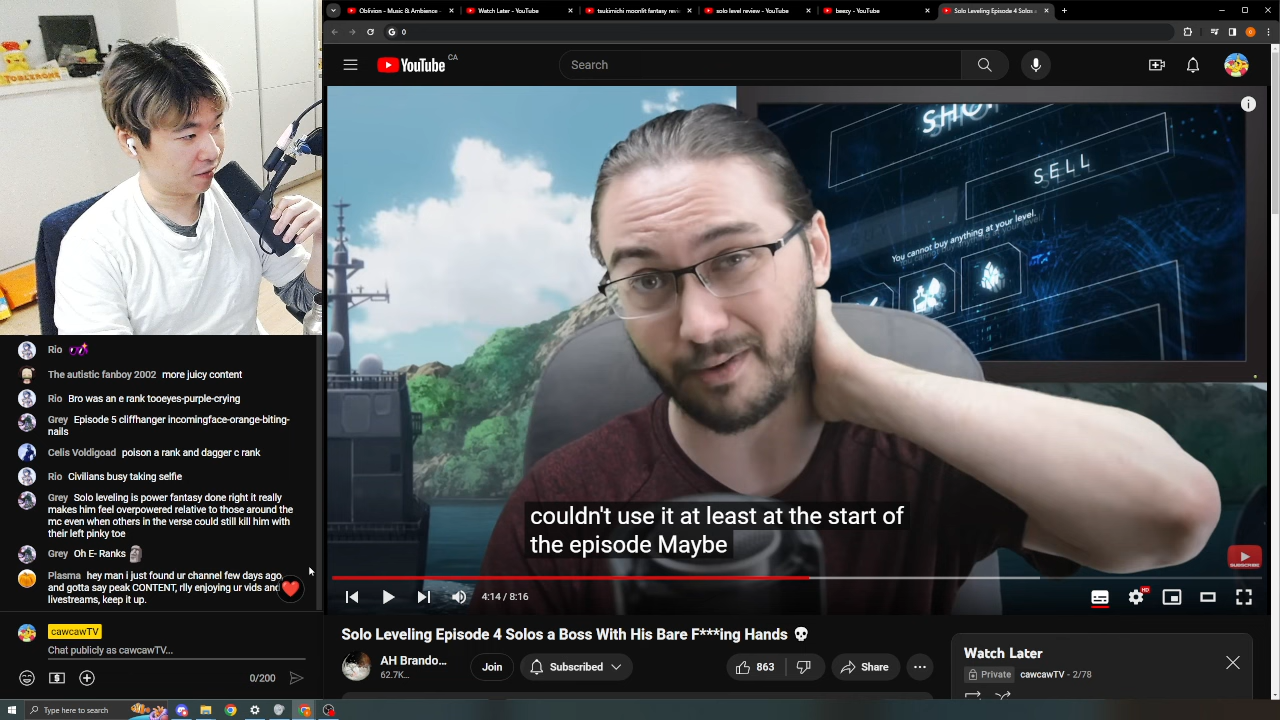 Oblivion - Music & Ambience
Watch Later - YouTube
tsukimichi moonlit fantasy revie
solo level review - YouTube
beezy - YouTube
Solo Leveling Episode 4 Solos a
0
TOBLERONE
YouTube CA
Search
SHOP
SELL
You cannot buy anything at your level.
couldn't use it at least at the start of
the episode Maybe
SUBSCRIBE
4:14 / 8:16
HD
Solo Leveling Episode 4 Solos a Boss With His Bare F***ing Hands
AH Brando...
62.7K...
Join
Subscribed
863
Share
Watch Later
Private cawcawTV - 2/78
Rio
The autistic fanboy 2002 more juicy content
Rio Bro was an e rank tooeyes-purple-crying
Grey Episode 5 cliffhanger incomingface-orange-biting-
nails
Celis Voldigoad poison a rank and dagger c rank
Rio Civilians busy taking selfie
Grey Solo leveling is power fantasy done right it really
makes him feel overpowered relative to those around the
mc even when others in the verse could still kill him with
their left pinky toe
Grey Oh E- Ranks
Plasma hey man i just found ur channel few days ago,
and gotta say peak CONTENT, rlly enjoying ur vids and
livestreams, keep it up.
cawcawTV
Chat publicly as cawcawTV...
0/200
Type here to search